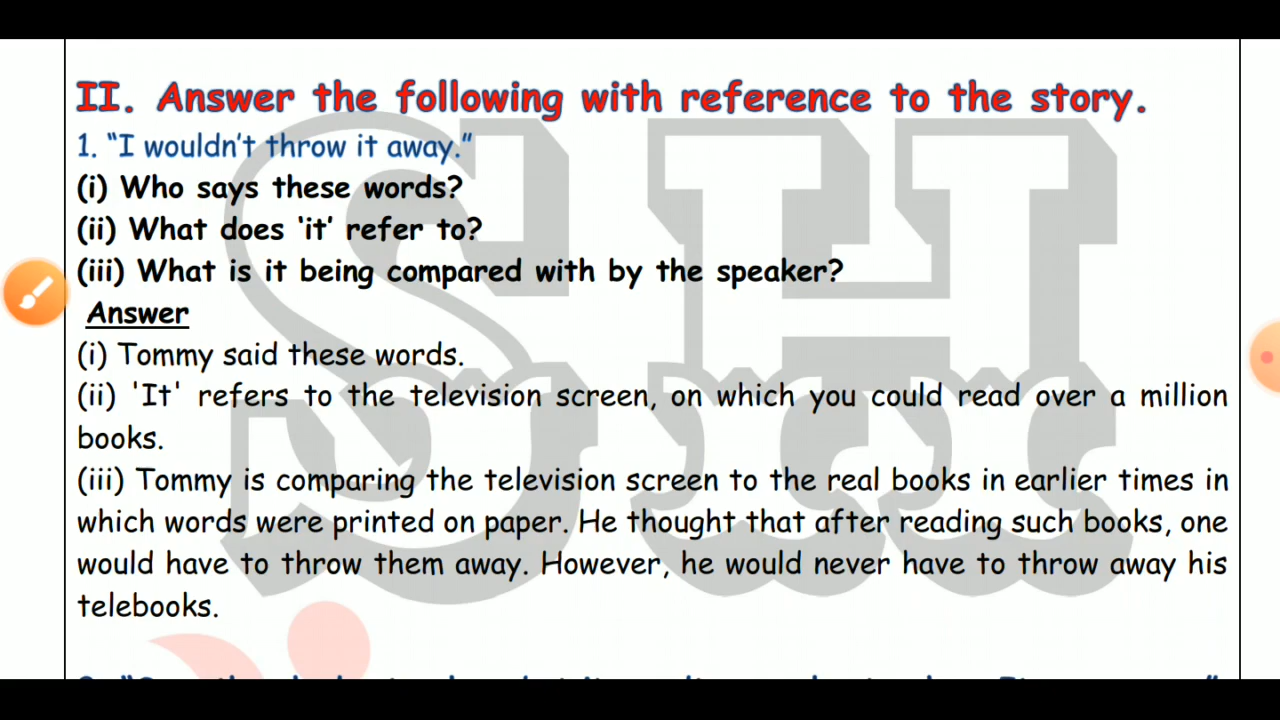 II. Answer the following with reference to the story.
1. “I wouldn’t throw it away.”
(i) Who says these words?
(ii) What does ‘it’ refer to?
(iii) What is it being compared with by the speaker?
Answer
(i) Tommy said these words.
(ii) 'It' refers to the television screen, on which you could read over a million
books.
(iii) Tommy is comparing the television screen to the real books in earlier times in
which words were printed on paper. He thought that after reading such books, one
would have to throw them away. However, he would never have to throw away his
telebooks.